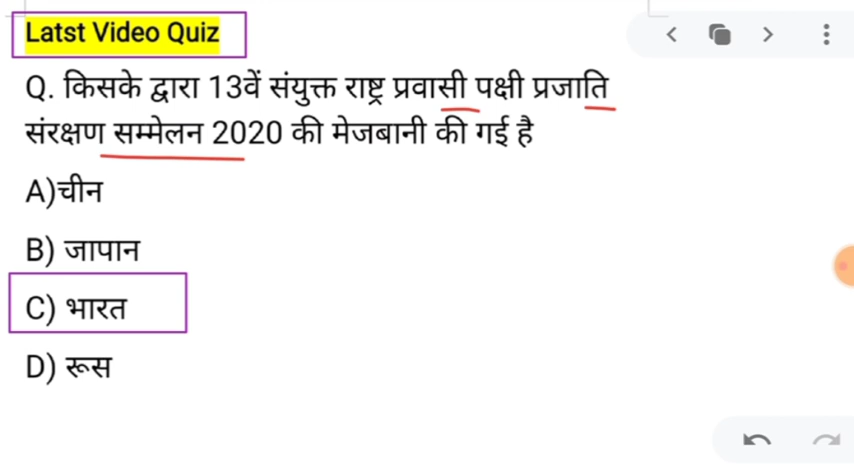 Latst Video Quiz
Q. किसके द्वारा 13वें संयुक्त राष्ट्र प्रवासी पक्षी प्रजाति
संरक्षण सम्मेलन 2020 की मेजबानी की गई है
A)चीन
B) जापान
C) भारत
D) रूस